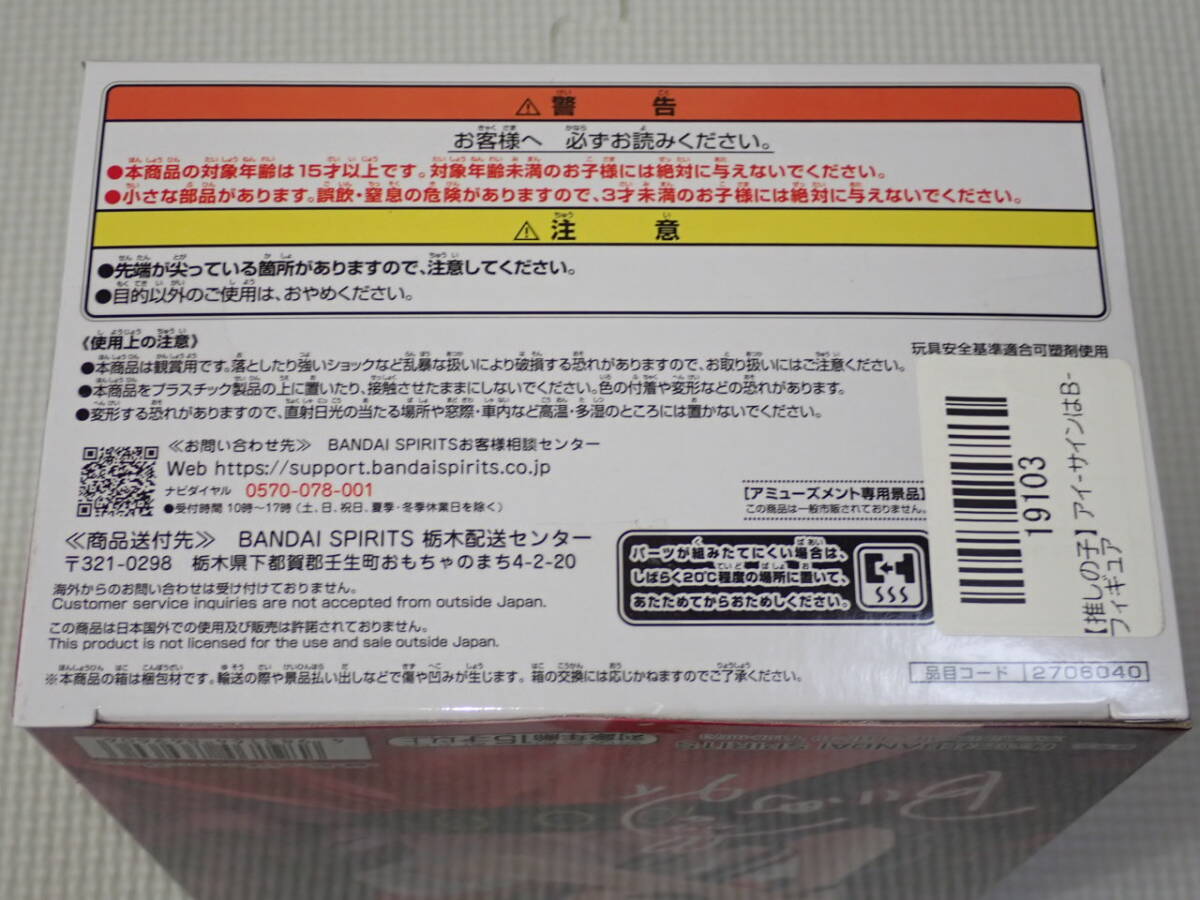 ⚠警　告
お客様へ 必ずお読みください。
●本商品の対象年齢は15才以上です。対象年齢未満のお子様には絶対に与えないでください。
●小さな部品があります。誤飲・窒息の危険がありますので、3才未満のお子様には絶対に与えないでください。
⚠注　意
●先端が尖っている箇所がありますので、注意してください。
●目的以外のご使用は、おやめください。
《使用上の注意》
玩具安全基準適合可塑剤使用
●本商品は観賞用です。落としたり強いショックなど乱暴な扱いにより破損する恐れがありますので、お取り扱いにはご注意ください。
●本商品をプラスチック製品の上に置いたり、接触させたままにしないでください。色の付着や変形などの恐れがあります。
●変形する恐れがありますので、直射日光の当たる場所や窓際・車内など高温・多湿のところには置かないでください。
≪お問い合わせ先≫ BANDAI SPIRITSお客様相談センター
Web https://support.bandaispirits.co.jp
ナビダイヤル 0570-078-001
●受付時間 10時〜17時（土、日、祝日、夏季・冬季休業日を除く）
[アミューズメント専用景品]
この商品は一般市販されておりません。
≪商品送付先≫ BANDAI SPIRITS 栃木配送センター
〒321-0298 栃木県下都賀郡壬生町おもちゃのまち4-2-20
パーツが組みたてにくい場合は、
しばらく20℃程度の場所に置いて、
あたためてからおためしください。
海外からのお問い合わせは受け付けておりません。
Customer service inquiries are not accepted from outside Japan.
この商品は日本国外での使用及び販売は許諾されておりません。
This product is not licensed for the use and sale outside Japan.
※本商品の箱は梱包材です。輸送の際や景品払い出しなどで傷や凹みが生じます。箱の交換には応じかねますのでご了承ください。
品目コード 2706040
19103
【推しの子】アイ-サインはB-
フィギュア
対象年齢15才以上
BANDAI SPIRITS